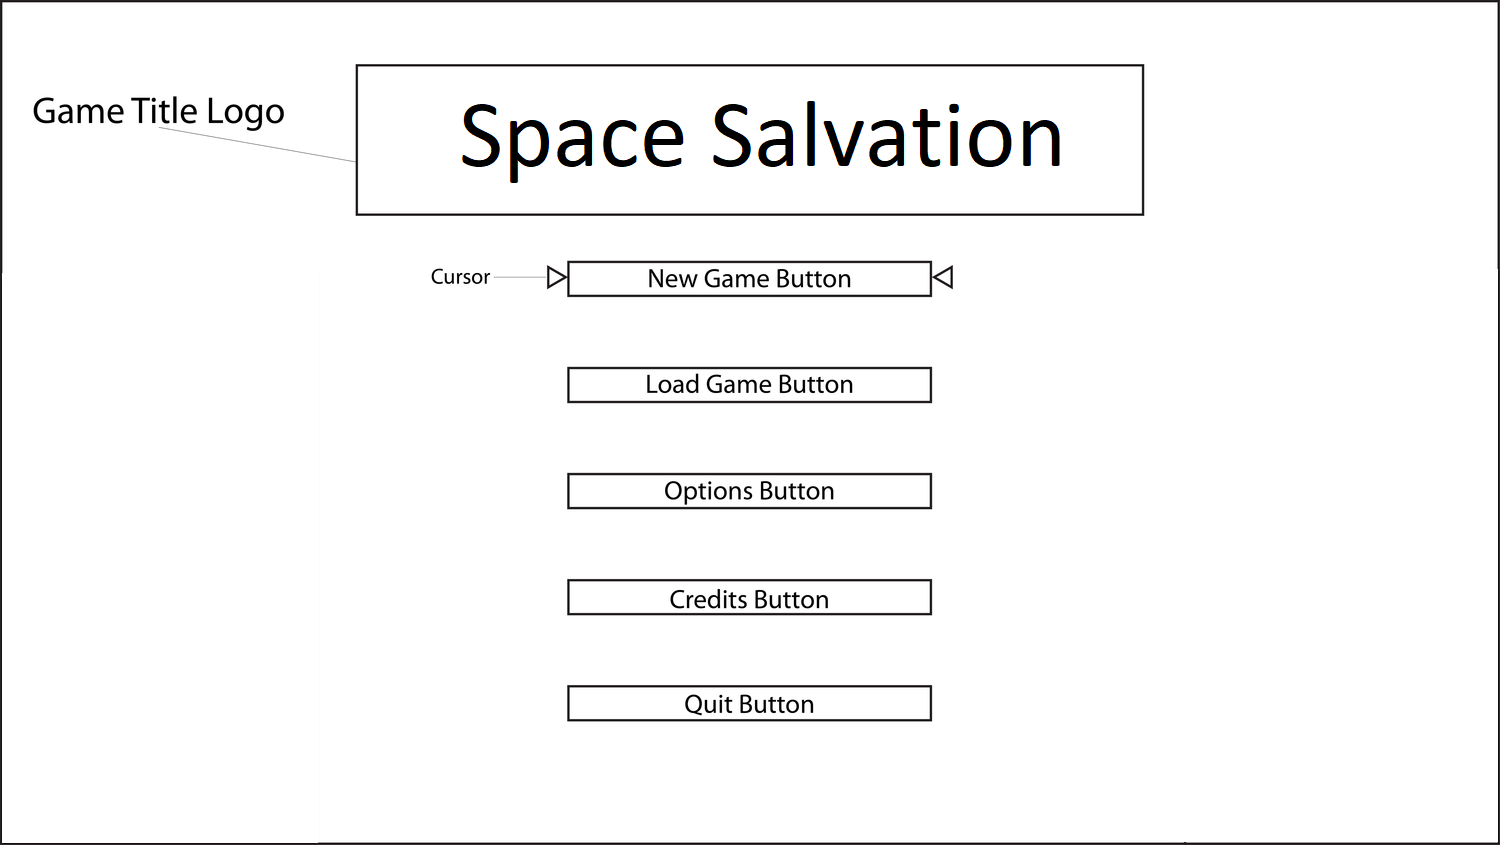 Game Title Logo
Space Salvation
Cursor
New Game Button
Load Game Button
Options Button
Credits Button
Quit Button